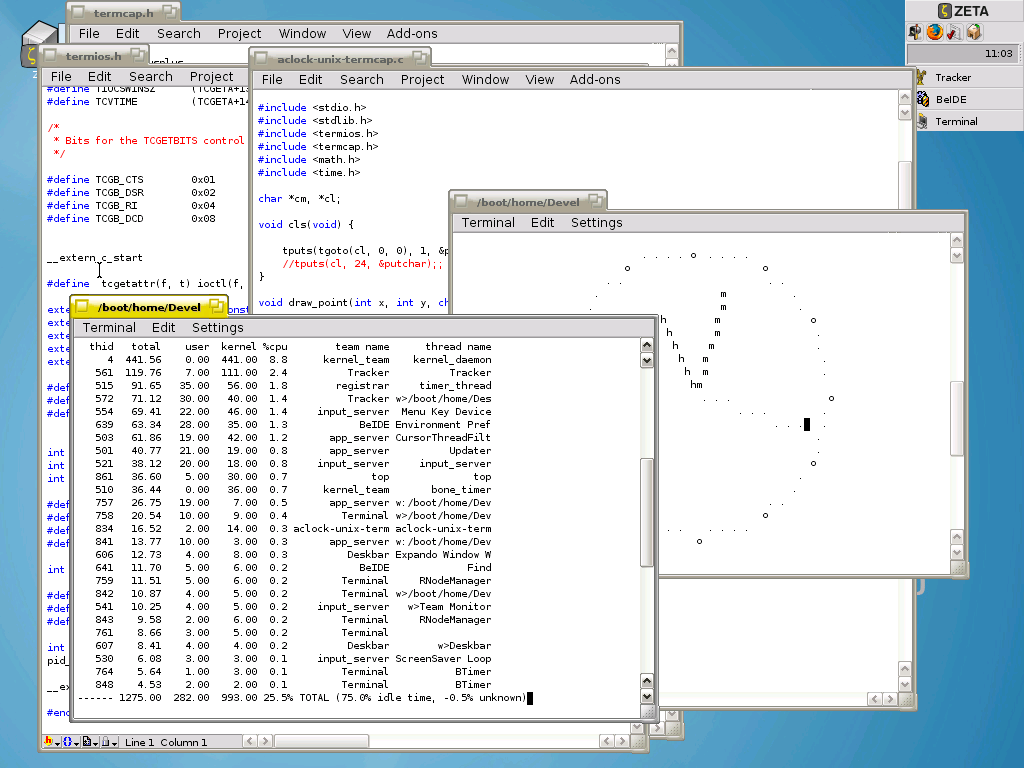 termcap.h
File Edit Search Project Window View Add-ons
termios.h
File Edit Search Project
#define TCVTIME (TCGETA+14
/*
* Bits for the TCGETBITS control
*/
#define TCGB_CTS 0x01
#define TCGB_DSR 0x02
#define TCGB_RI 0x04
#define TCGB_DCD 0x08
__extern_c_start
#define tcgetattr(f, t) ioctl(f,
int
int
int
int
pid_
Line 1 Column 1
aclock-unix-termcap.c
File Edit Search Project Window View Add-ons
#include <stdio.h>
#include <stdlib.h>
#include <termios.h>
#include <termcap.h>
#include <math.h>
#include <time.h>
char *cm, *cl;
void cls(void) {
tputs(tgoto(cl, 0, 0), 1, &p
//tputs(cl, 24, &putchar);;
}
void draw_point(int x, int y, ch
/boot/home/Devel
Terminal Edit Settings
. . . . o . . . . .
o o
. . .
. m
m
h m o
h m .
h m
h m .
h m
hm
. . . o
. . . .
. . . .
.
o
.
. .
o
. . . . . .
o
/boot/home/Devel
Terminal Edit Settings
thid total user kernel %cpu team name thread name
4 441.56 0.00 441.00 8.8 kernel_team kernel_daemon
561 119.76 7.00 111.00 2.4 Tracker Tracker
515 91.65 35.00 56.00 1.8 registrar timer_thread
572 71.12 30.00 40.00 1.4 Tracker w>/boot/home/Des
554 69.41 22.00 46.00 1.4 input_server Menu Key Device
639 63.34 28.00 35.00 1.3 BeIDE Environment Pref
503 61.86 19.00 42.00 1.2 app_server CursorThreadFilt
501 40.77 21.00 19.00 0.8 app_server Updater
521 38.12 20.00 18.00 0.8 input_server input_server
861 36.60 5.00 30.00 0.7 top top
510 36.44 0.00 36.00 0.7 kernel_team bone_timer
757 26.75 19.00 7.00 0.5 app_server w:/boot/home/Dev
758 20.54 10.00 9.00 0.4 Terminal w>/boot/home/Dev
834 16.52 2.00 14.00 0.3 aclock-unix-term aclock-unix-term
841 13.77 10.00 3.00 0.3 app_server w:/boot/home/Dev
606 12.73 4.00 8.00 0.3 Deskbar Expando Window W
641 11.70 5.00 6.00 0.2 BeIDE Find
759 11.51 5.00 6.00 0.2 Terminal RNodeManager
842 10.87 4.00 5.00 0.2 Terminal w>/boot/home/Dev
541 10.25 4.00 5.00 0.2 input_server w>Team Monitor
843 9.58 2.00 6.00 0.2 Terminal RNodeManager
761 8.66 3.00 5.00 0.2 Terminal
607 8.41 4.00 4.00 0.2 Deskbar w>Deskbar
530 6.08 3.00 3.00 0.1 input_server ScreenSaver Loop
764 5.64 1.00 3.00 0.1 Terminal BTimer
848 4.53 2.00 2.00 0.1 Terminal BTimer
------ 1275.00 282.00 993.00 25.5% TOTAL (75.0% idle time, -0.5% unknown)
ZETA
11:03
Tracker
BeIDE
Terminal